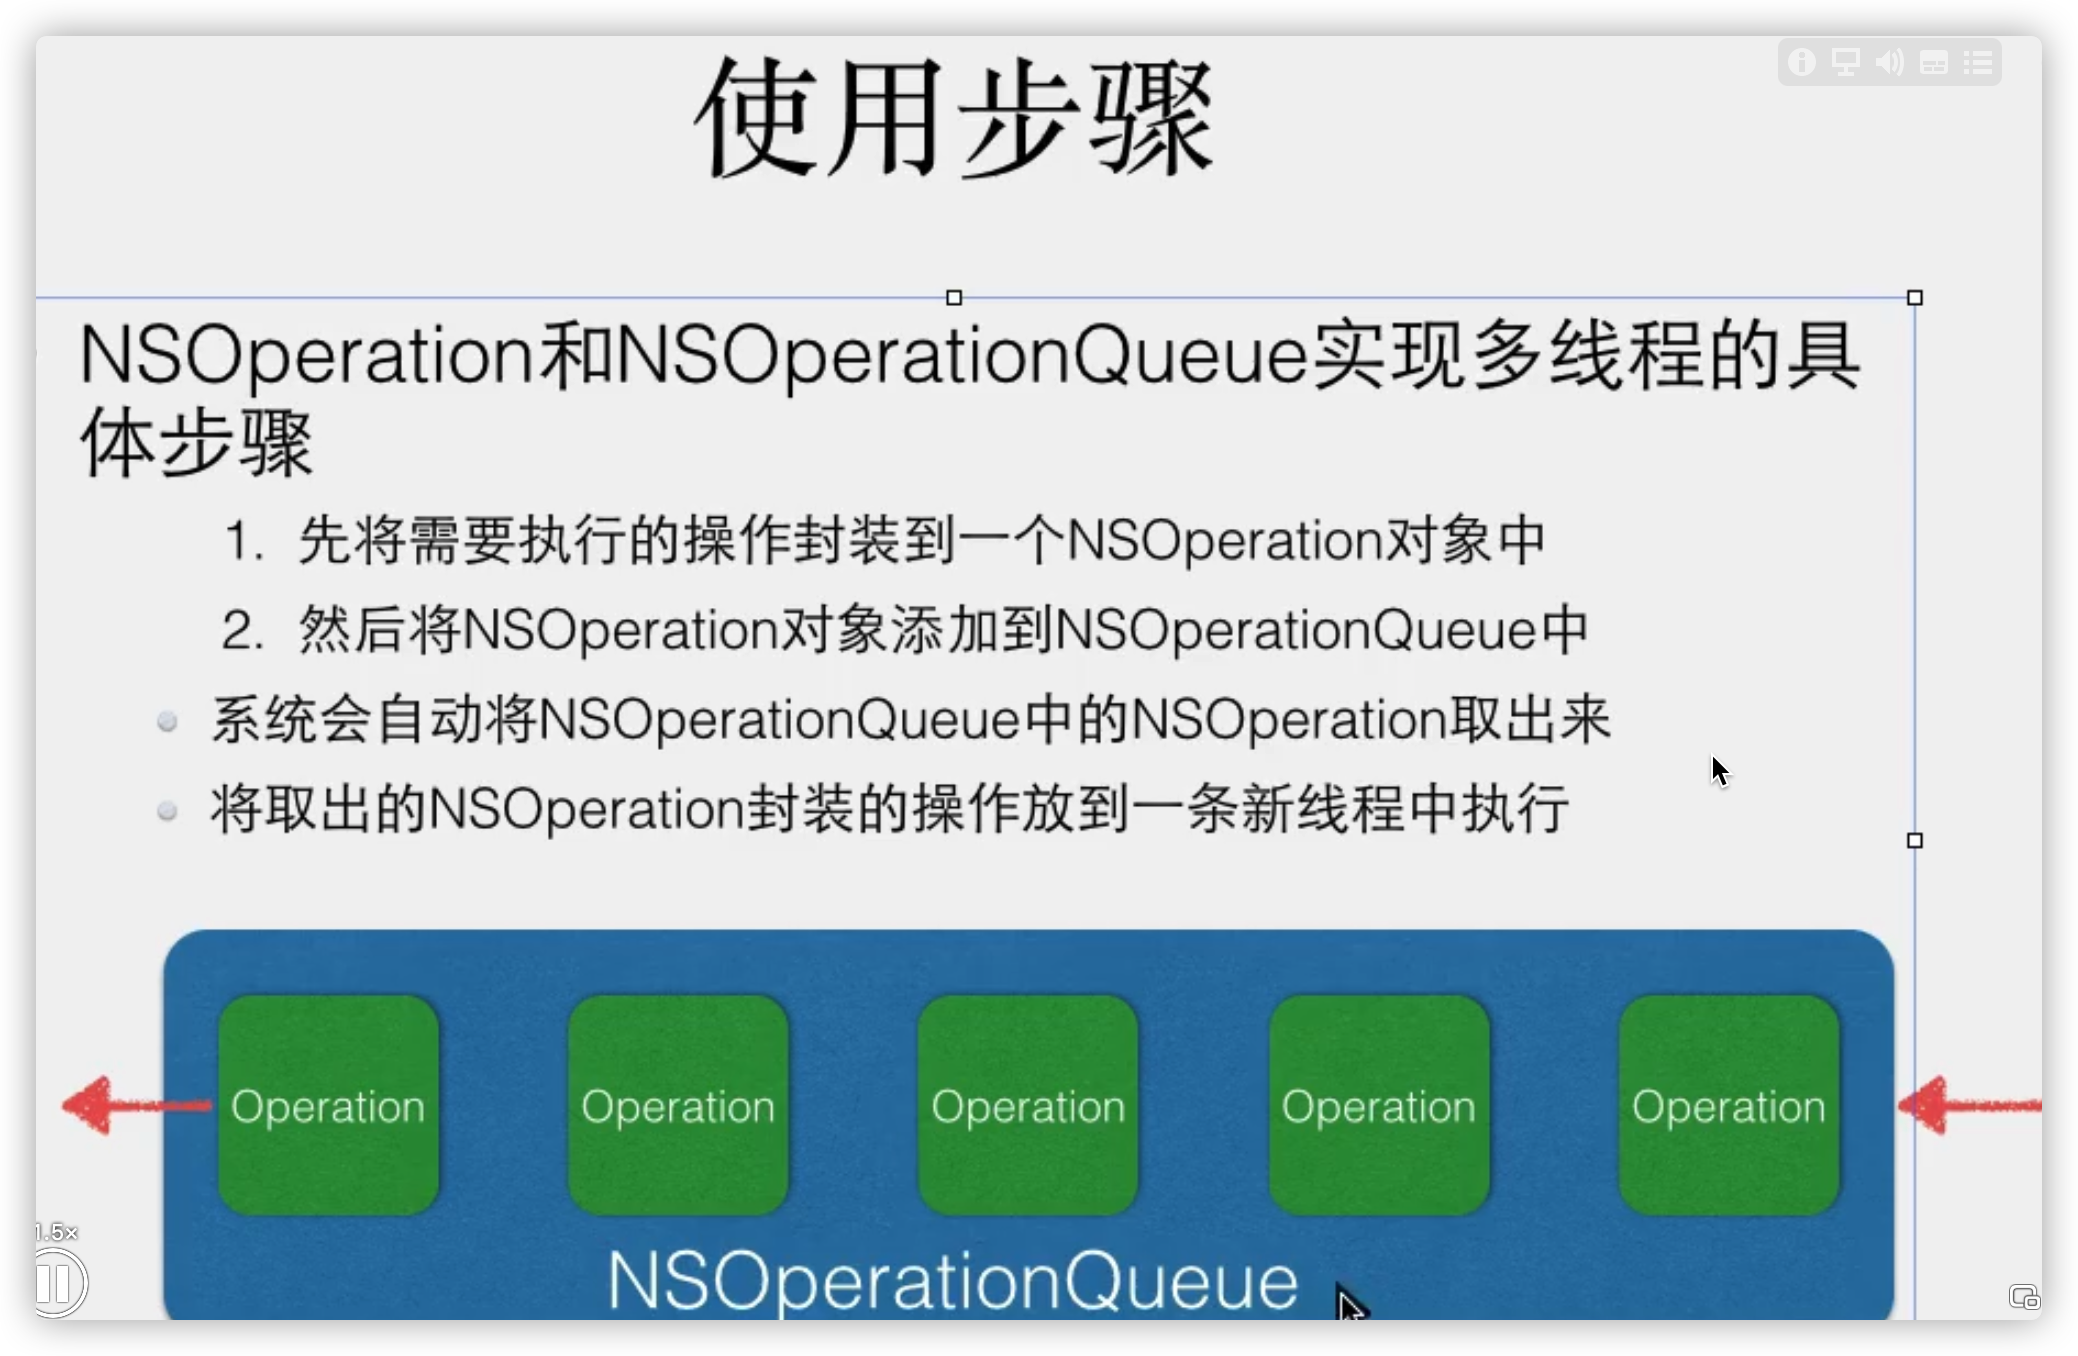 使用步骤
NSOperation和NSOperationQueue实现多线程的具
体步骤
1. 先将需要执行的操作封装到一个NSOperation对象中
2. 然后将NSOperation对象添加到NSOperationQueue中
系统会自动将NSOperationQueue中的NSOperation取出来
将取出的NSOperation封装的操作放到一条新线程中执行
Operation Operation Operation Operation Operation
1.5×
NSOperationQueue